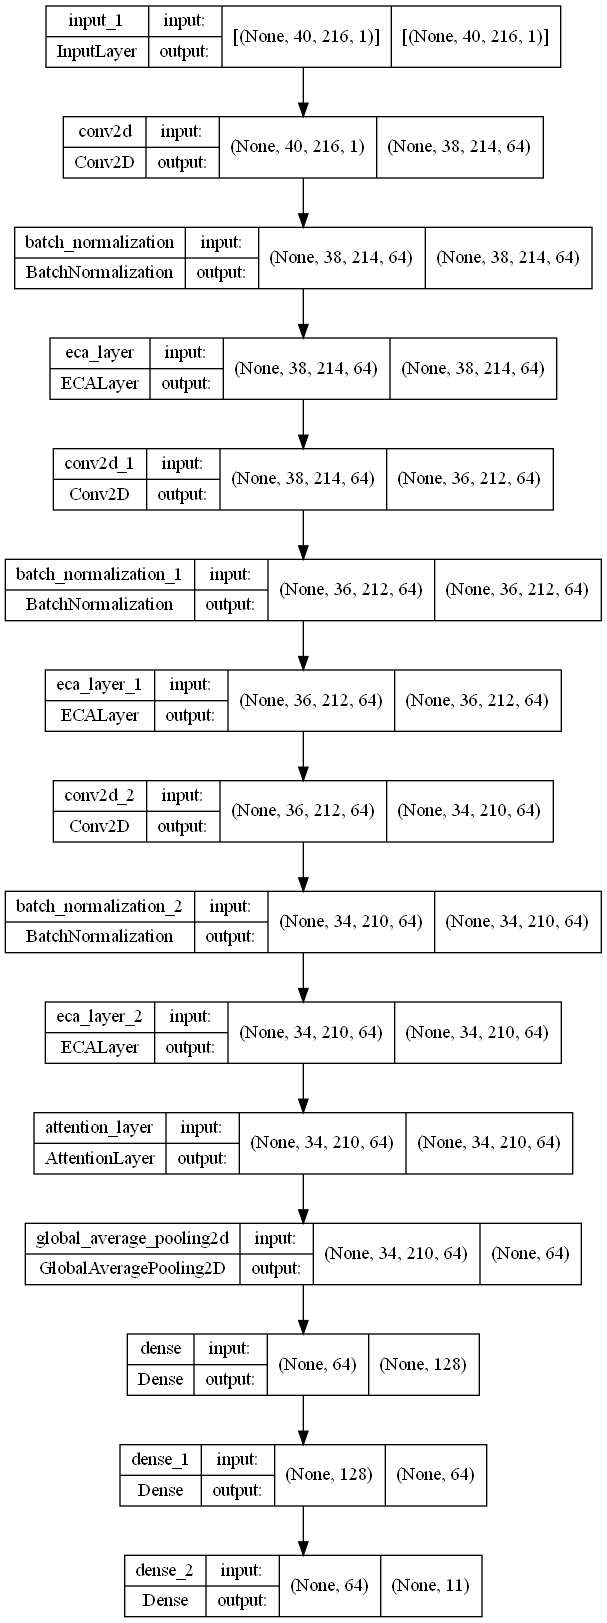 input_1 input: [(None, 40, 216, 1)] [(None, 40, 216, 1)]
InputLayer output:
conv2d input: (None, 40, 216, 1) (None, 38, 214, 64)
Conv2D output:
batch_normalization input: (None, 38, 214, 64) (None, 38, 214, 64)
BatchNormalization output:
eca_layer input: (None, 38, 214, 64) (None, 38, 214, 64)
ECALayer output:
conv2d_1 input: (None, 38, 214, 64) (None, 36, 212, 64)
Conv2D output:
batch_normalization_1 input: (None, 36, 212, 64) (None, 36, 212, 64)
BatchNormalization output:
eca_layer_1 input: (None, 36, 212, 64) (None, 36, 212, 64)
ECALayer output:
conv2d_2 input: (None, 36, 212, 64) (None, 34, 210, 64)
Conv2D output:
batch_normalization_2 input: (None, 34, 210, 64) (None, 34, 210, 64)
BatchNormalization output:
eca_layer_2 input: (None, 34, 210, 64) (None, 34, 210, 64)
ECALayer output:
attention_layer input: (None, 34, 210, 64) (None, 34, 210, 64)
AttentionLayer output:
global_average_pooling2d input: (None, 34, 210, 64) (None, 64)
GlobalAveragePooling2D output:
dense input: (None, 64) (None, 128)
Dense output:
dense_1 input: (None, 128) (None, 64)
Dense output:
dense_2 input: (None, 64) (None, 11)
Dense output: